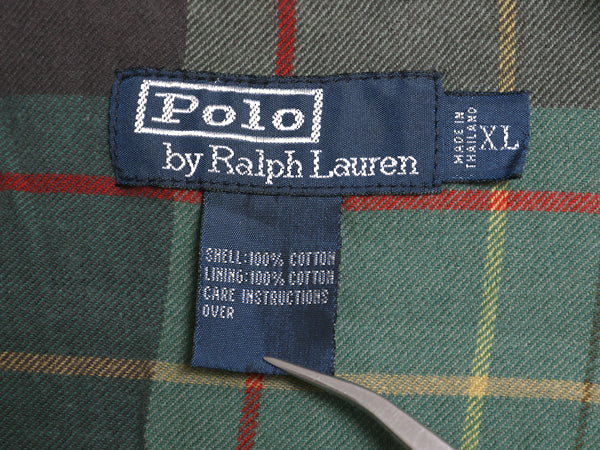 Polo
by Ralph Lauren
MADE IN
THAILAND
XL
SHELL:100% COTTON
LINING:100% COTTON
CARE INSTRUCTIONS
OVER